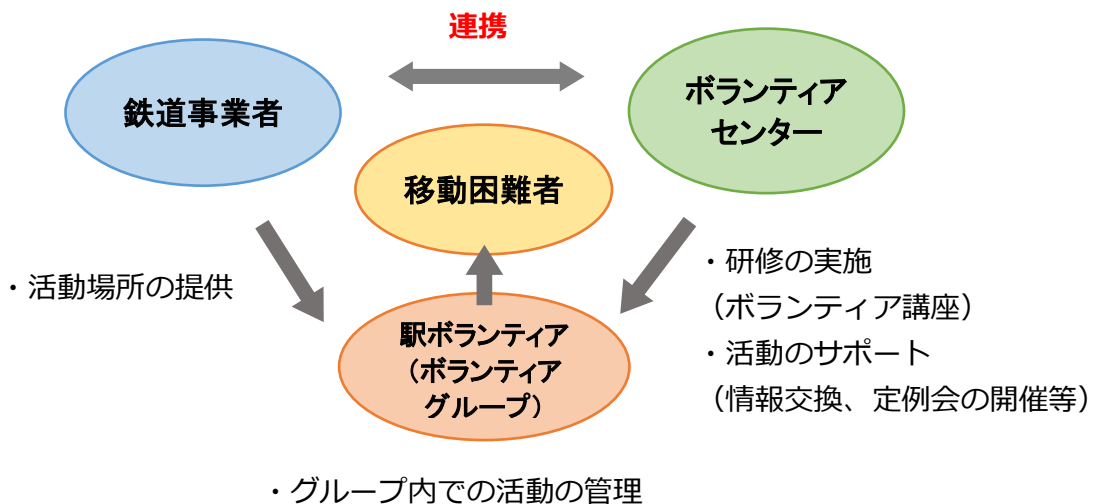 連携
鉄道事業者
ボランティア
センター
移動困難者
・活動場所の提供
・研修の実施
（ボランティア講座）
・活動のサポート
（情報交換、定例会の開催等）
駅ボランティア
（ボランティア
グループ）
・グループ内での活動の管理